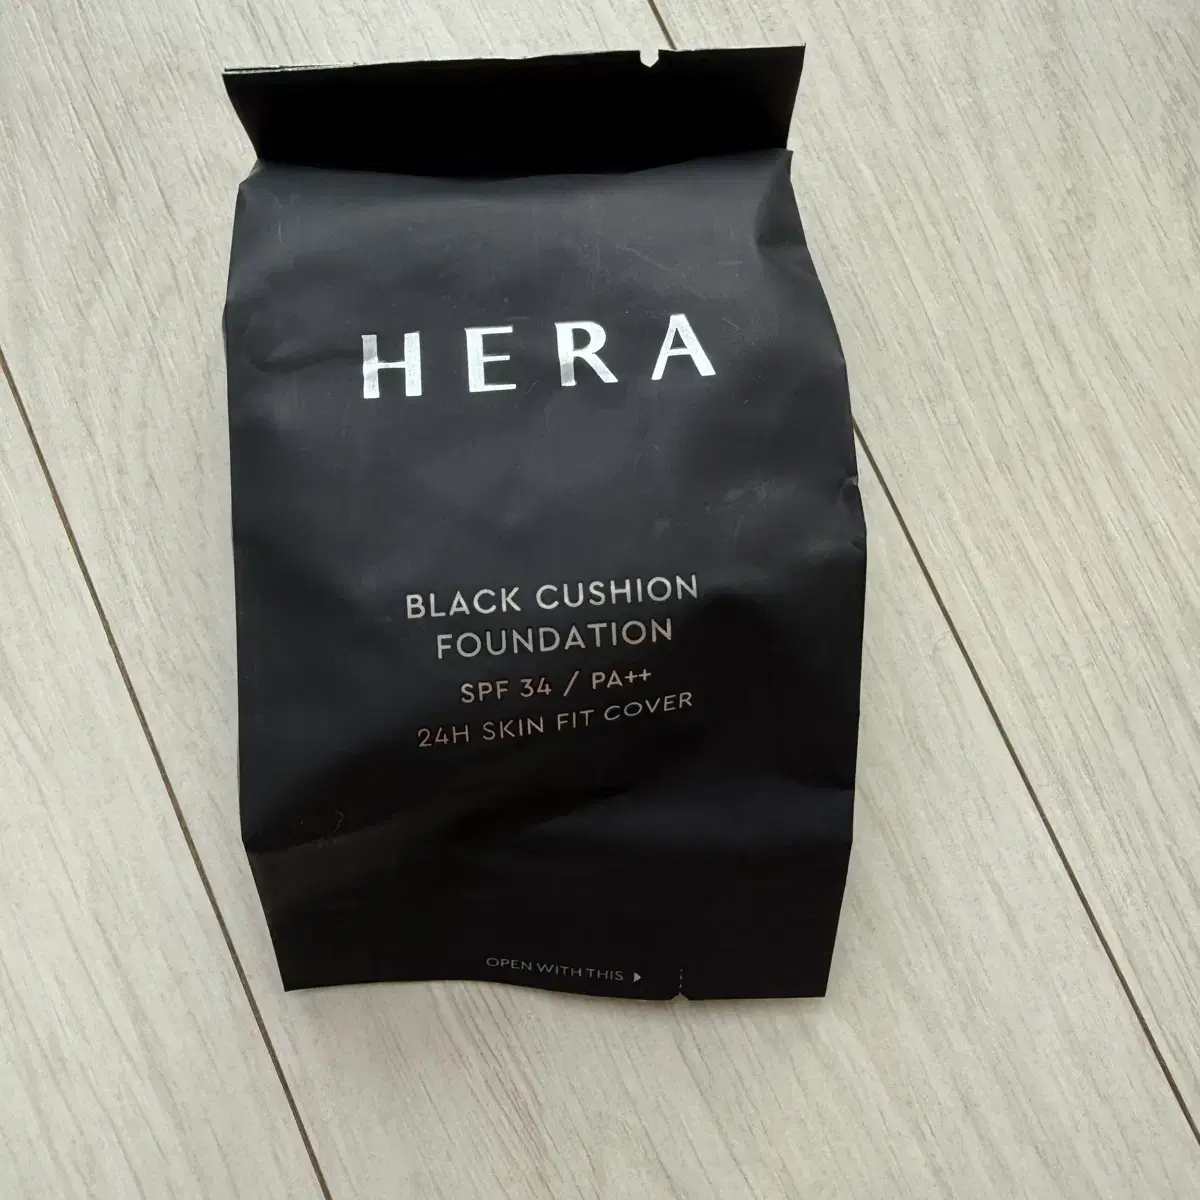 HERA
BLACK CUSHION
FOUNDATION
SPF 34 / PA++
24H SKIN FIT COVER
OPEN WITH THIS ▶